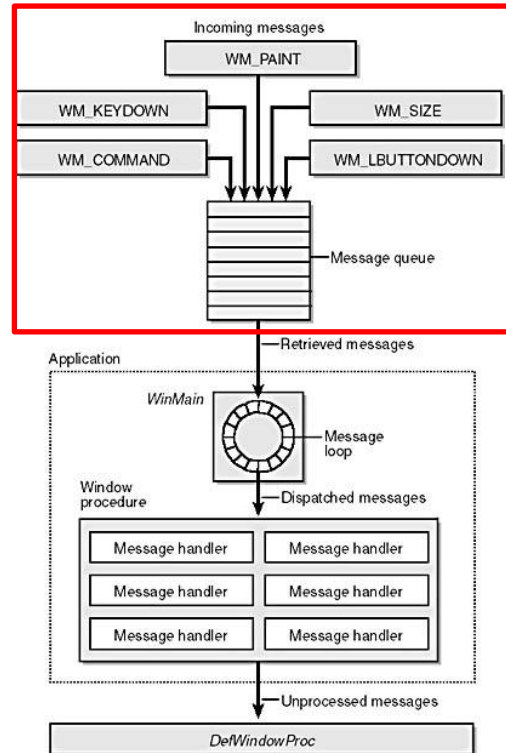 Incoming messages
WM_PAINT
WM_KEYDOWN
WM_SIZE
WM_COMMAND
WM_LBUTTONDOWN
Message queue
Retrieved messages
Application
WinMain
Message
loop
Window
procedure
Dispatched messages
Message handler
Message handler
Message handler
Message handler
Message handler
Message handler
Unprocessed messages
DefWindowProc